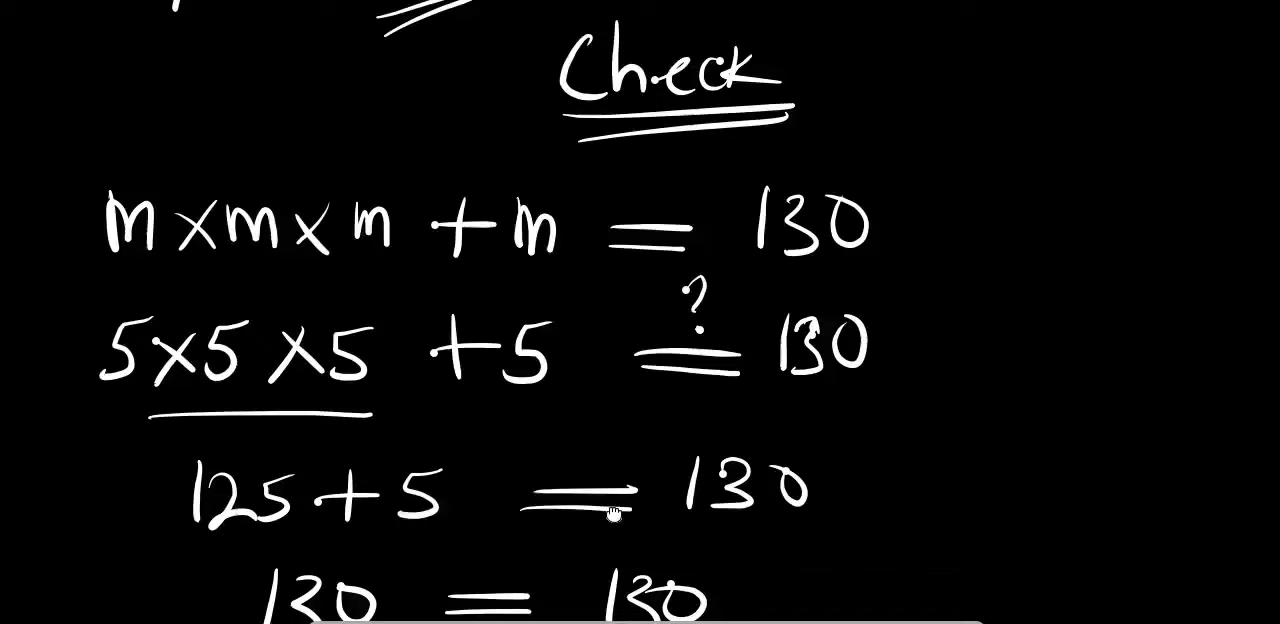 Check
m×m×m +m = 130
?
5×5×5 +5 = 130
125+5 = 130
130 = 130